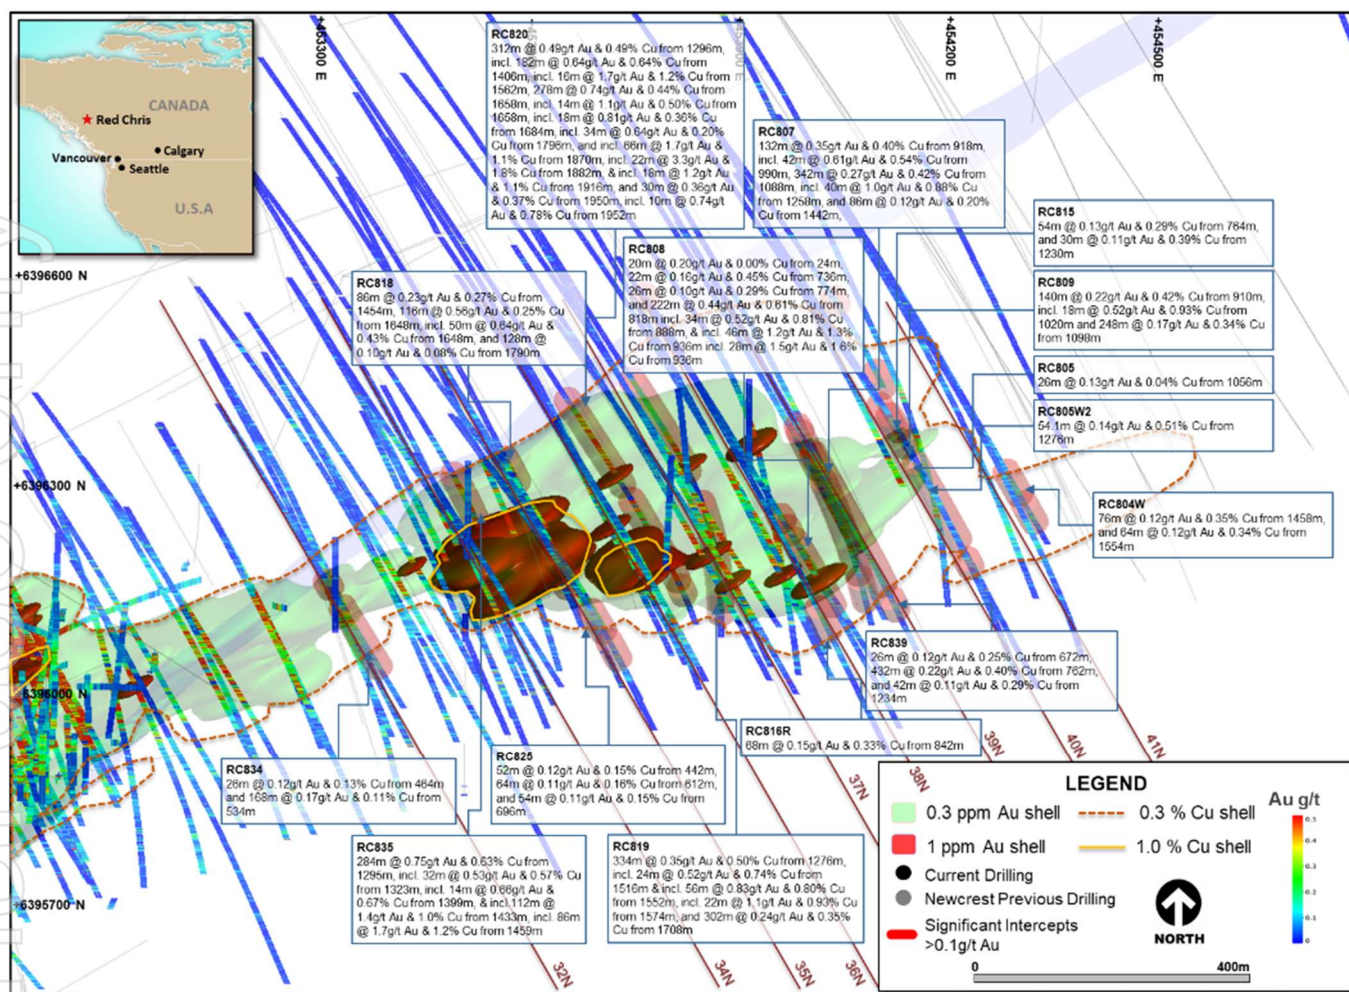 +453300 E
+454200 E
+454500 E
CANADA
Red Chris
Calgary
Vancouver
Seattle
U.S.A
+6396600 N
+6396300 N
+6395700 N
RC820
312m @ 0.49g/t Au & 0.49% Cu from 1296m,
incl. 182m @ 0.64g/t Au & 0.64% Cu from
1406m, incl. 16m @ 1.7g/t Au & 1.2% Cu from
1562m, 278m @ 0.74g/t Au & 0.44% Cu from
1658m, incl. 14m @ 1.1g/t Au & 0.50% Cu from
1658m, incl. 18m @ 0.81g/t Au & 0.36% Cu
from 1684m, incl. 34m @ 0.64g/t Au & 0.20%
Cu from 1796m, and incl. 66m @ 1.7g/t Au &
1.1% Cu from 1870m, incl. 22m @ 3.3g/t Au &
1.8% Cu from 1882m, & incl. 18m @ 1.2g/t Au
& 1.1% Cu from 1916m, and 30m @ 0.36g/t Au
& 0.37% Cu from 1950m, incl. 10m @ 0.74g/t
Au & 0.78% Cu from 1952m
RC807
132m @ 0.35g/t Au & 0.40% Cu from 918m,
incl. 42m @ 0.61g/t Au & 0.54% Cu from
990m, 342m @ 0.27g/t Au & 0.42% Cu from
1088m, incl. 40m @ 1.0g/t Au & 0.88% Cu
from 1258m, and 86m @ 0.12g/t Au & 0.20%
Cu from 1442m,
RC815
54m @ 0.13g/t Au & 0.29% Cu from 764m,
and 30m @ 0.11g/t Au & 0.39% Cu from
1230m
RC808
20m @ 0.20g/t Au & 0.00% Cu from 24m,
22m @ 0.16g/t Au & 0.45% Cu from 736m,
26m @ 0.10g/t Au & 0.29% Cu from 774m,
and 222m @ 0.44g/t Au & 0.61% Cu from
818m incl. 34m @ 0.52g/t Au & 0.81% Cu
from 888m, & incl. 46m @ 1.2g/t Au & 1.3%
Cu from 936m incl. 28m @ 1.5g/t Au & 1.6%
Cu from 936m
RC818
86m @ 0.23g/t Au & 0.27% Cu from
1454m, 116m @ 0.56g/t Au & 0.25% Cu
from 1648m, incl. 50m @ 0.64g/t Au &
0.43% Cu from 1648m, and 128m @
0.10g/t Au & 0.08% Cu from 1790m
RC809
140m @ 0.22g/t Au & 0.42% Cu from 910m,
incl. 18m @ 0.52g/t Au & 0.93% Cu from
1020m and 248m @ 0.17g/t Au & 0.34% Cu
from 1098m
RC805
26m @ 0.13g/t Au & 0.04% Cu from 1056m
RC805W2
54.1m @ 0.14g/t Au & 0.51% Cu from
1276m
RC804W
76m @ 0.12g/t Au & 0.35% Cu from 1458m,
and 64m @ 0.12g/t Au & 0.34% Cu from
1554m
RC839
26m @ 0.12g/t Au & 0.25% Cu from 672m,
432m @ 0.22g/t Au & 0.40% Cu from 762m,
and 42m @ 0.11g/t Au & 0.29% Cu from
1234m
RC816R
68m @ 0.15g/t Au & 0.33% Cu from 842m
RC834
26m @ 0.12g/t Au & 0.13% Cu from 464m
and 168m @ 0.17g/t Au & 0.11% Cu from
534m
RC825
52m @ 0.12g/t Au & 0.15% Cu from 442m,
64m @ 0.11g/t Au & 0.16% Cu from 612m,
and 54m @ 0.11g/t Au & 0.15% Cu from
696m
RC835
284m @ 0.75g/t Au & 0.63% Cu from
1295m, incl. 32m @ 0.53g/t Au & 0.57% Cu
from 1323m, incl. 14m @ 0.66g/t Au &
0.67% Cu from 1399m, & incl. 112m @
1.4g/t Au & 1.0% Cu from 1433m, incl. 86m
@ 1.7g/t Au & 1.2% Cu from 1459m
RC819
334m @ 0.35g/t Au & 0.50% Cu from 1276m,
incl. 24m @ 0.52g/t Au & 0.74% Cu from
1516m & incl. 56m @ 0.83g/t Au & 0.80% Cu
from 1552m, incl. 22m @ 1.1g/t Au & 0.93% Cu
from 1574m, and 302m @ 0.24g/t Au & 0.35%
Cu from 1708m
32N
34N
35N
36N
37N
38N
39N
40N
41N
LEGEND
0.3 ppm Au shell
0.3 % Cu shell
1 ppm Au shell
1.0 % Cu shell
Current Drilling
Newcrest Previous Drilling
Significant Intercepts
>0.1g/t Au
NORTH
0
400m
Au g/t
0.5
0.4
0.3
0.2
0.1
0